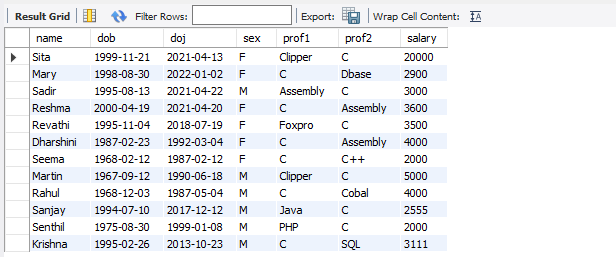 Result Grid Filter Rows: Export: Wrap Cell Content:
name dob doj sex prof1 prof2 salary
Sita 1999-11-21 2021-04-13 F Clipper C 20000
Mary 1998-08-30 2022-01-02 F C Dbase 2900
Sadir 1995-08-13 2021-04-22 M Assembly C 3000
Reshma 2000-04-19 2021-04-20 F C Assembly 3600
Revathi 1995-11-04 2018-07-19 F Foxpro C 3500
Dharshini 1987-02-23 1992-03-04 F C Assembly 4000
Seema 1968-02-12 1987-02-12 F C C++ 2000
Martin 1967-09-12 1990-06-18 M Clipper C 5000
Rahul 1968-12-03 1987-05-04 M C Cobal 4000
Sanjay 1994-07-10 2017-12-12 M Java C 2555
Senthil 1975-08-30 1999-01-08 M PHP C 2000
Krishna 1995-02-26 2013-10-23 M C SQL 3111